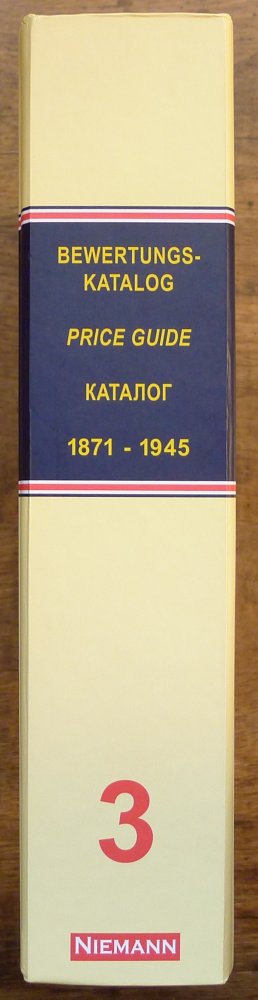 BEWERTUNGS-
KATALOG
PRICE GUIDE
КАТАЛОГ
1871 - 1945
3
NIEMANN